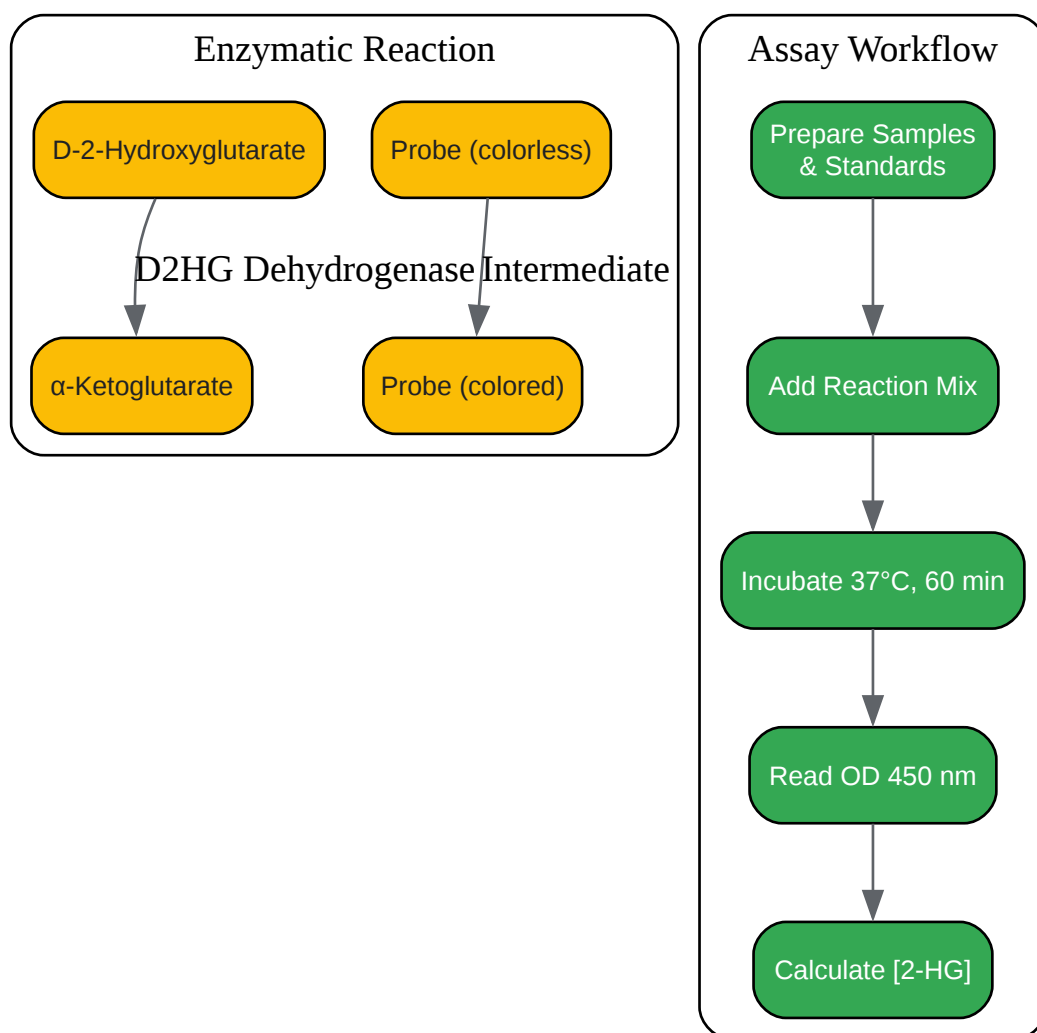 Enzymatic Reaction
D-2-Hydroxyglutarate
Probe (colorless)
D2HG Dehydrogenase
Intermediate
α-Ketoglutarate
Probe (colored)
Assay Workflow
Prepare Samples
& Standards
Add Reaction Mix
Incubate 37°C, 60 min
Read OD 450 nm
Calculate [2-HG]